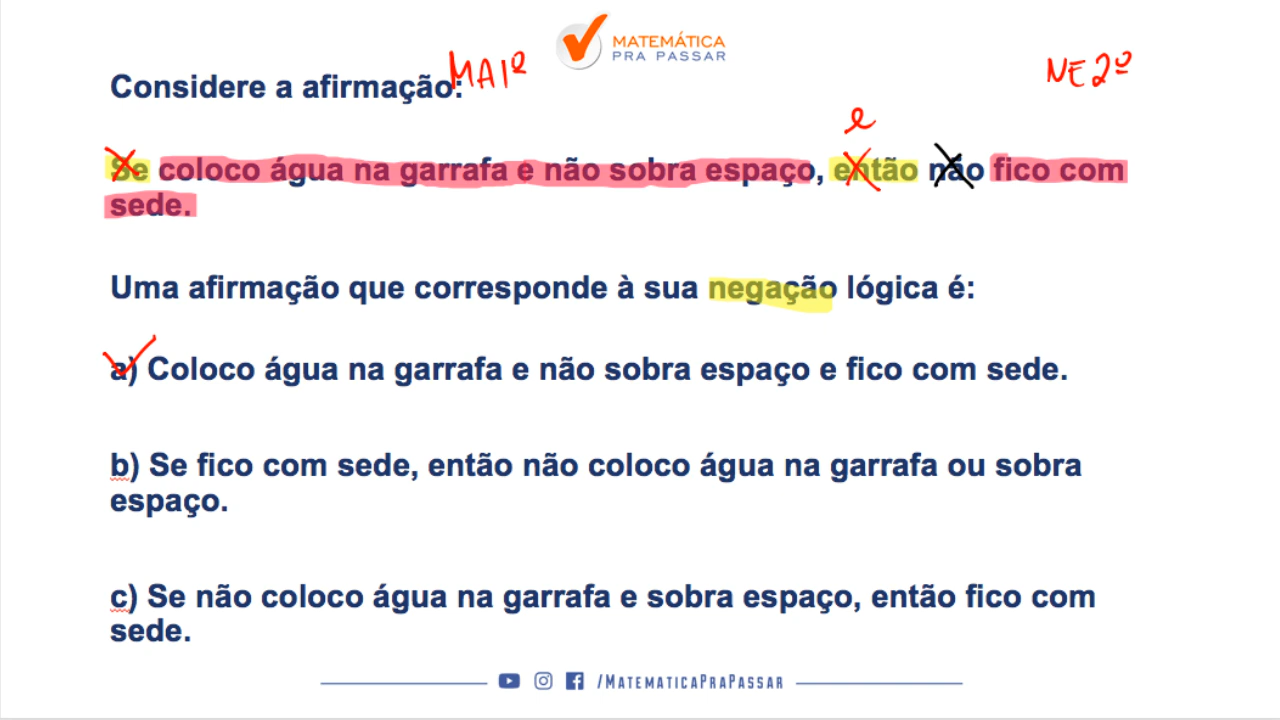 MATEMÁTICA
PRA PASSAR
MA1º
NE2º
Considere a afirmação:
e
Se coloco água na garrafa e não sobra espaço, então não fico com
sede.
Uma afirmação que corresponde à sua negação lógica é:
a) Coloco água na garrafa e não sobra espaço e fico com sede.
b) Se fico com sede, então não coloco água na garrafa ou sobra
espaço.
c) Se não coloco água na garrafa e sobra espaço, então fico com
sede.
/MATEMATICAPRAPASSAR